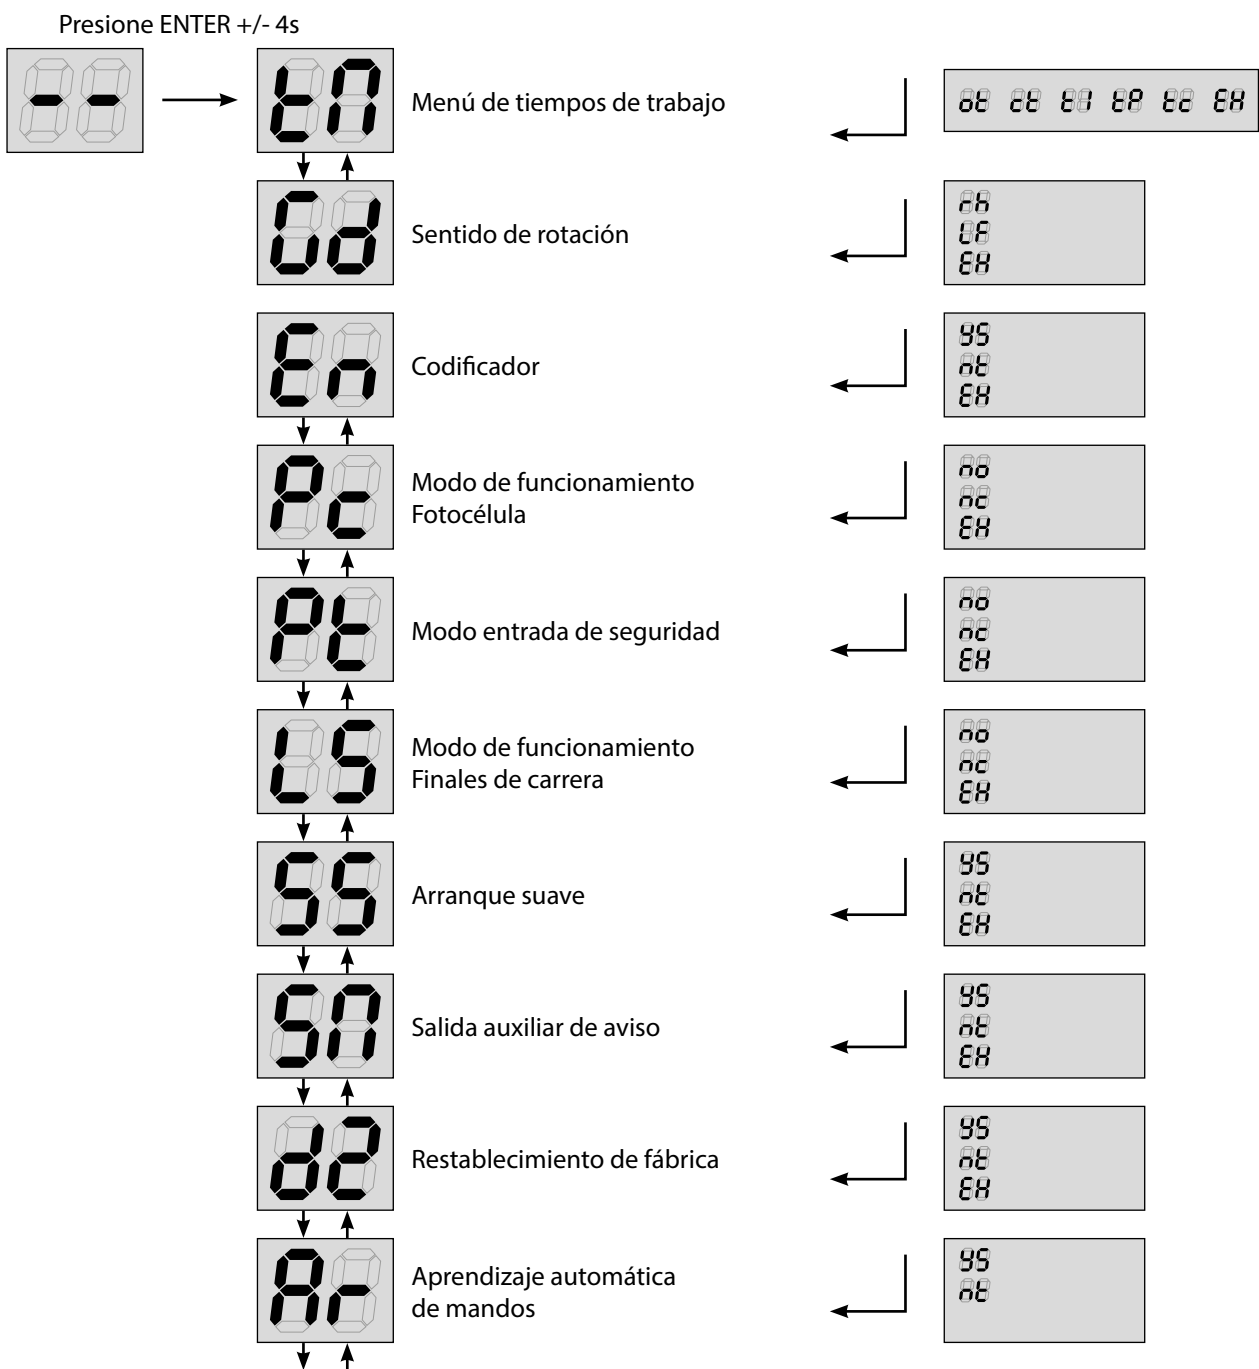 Presione ENTER +/- 4s
--
tn
Menú de tiempos de trabajo
ot ct t1 tP tc EH
Gd
Sentido de rotación
rh
LF
EH
En
Codificador
YS
nt
EH
Pc
Modo de funcionamiento
Fotocélula
no
nc
EH
Pt
Modo entrada de seguridad
no
nc
EH
LS
Modo de funcionamiento
Finales de carrera
no
nc
EH
SS
Arranque suave
YS
nt
EH
Sn
Salida auxiliar de aviso
YS
nt
EH
d2
Restablecimiento de fábrica
YS
nt
EH
Ar
Aprendizaje automática
de mandos
YS
nt